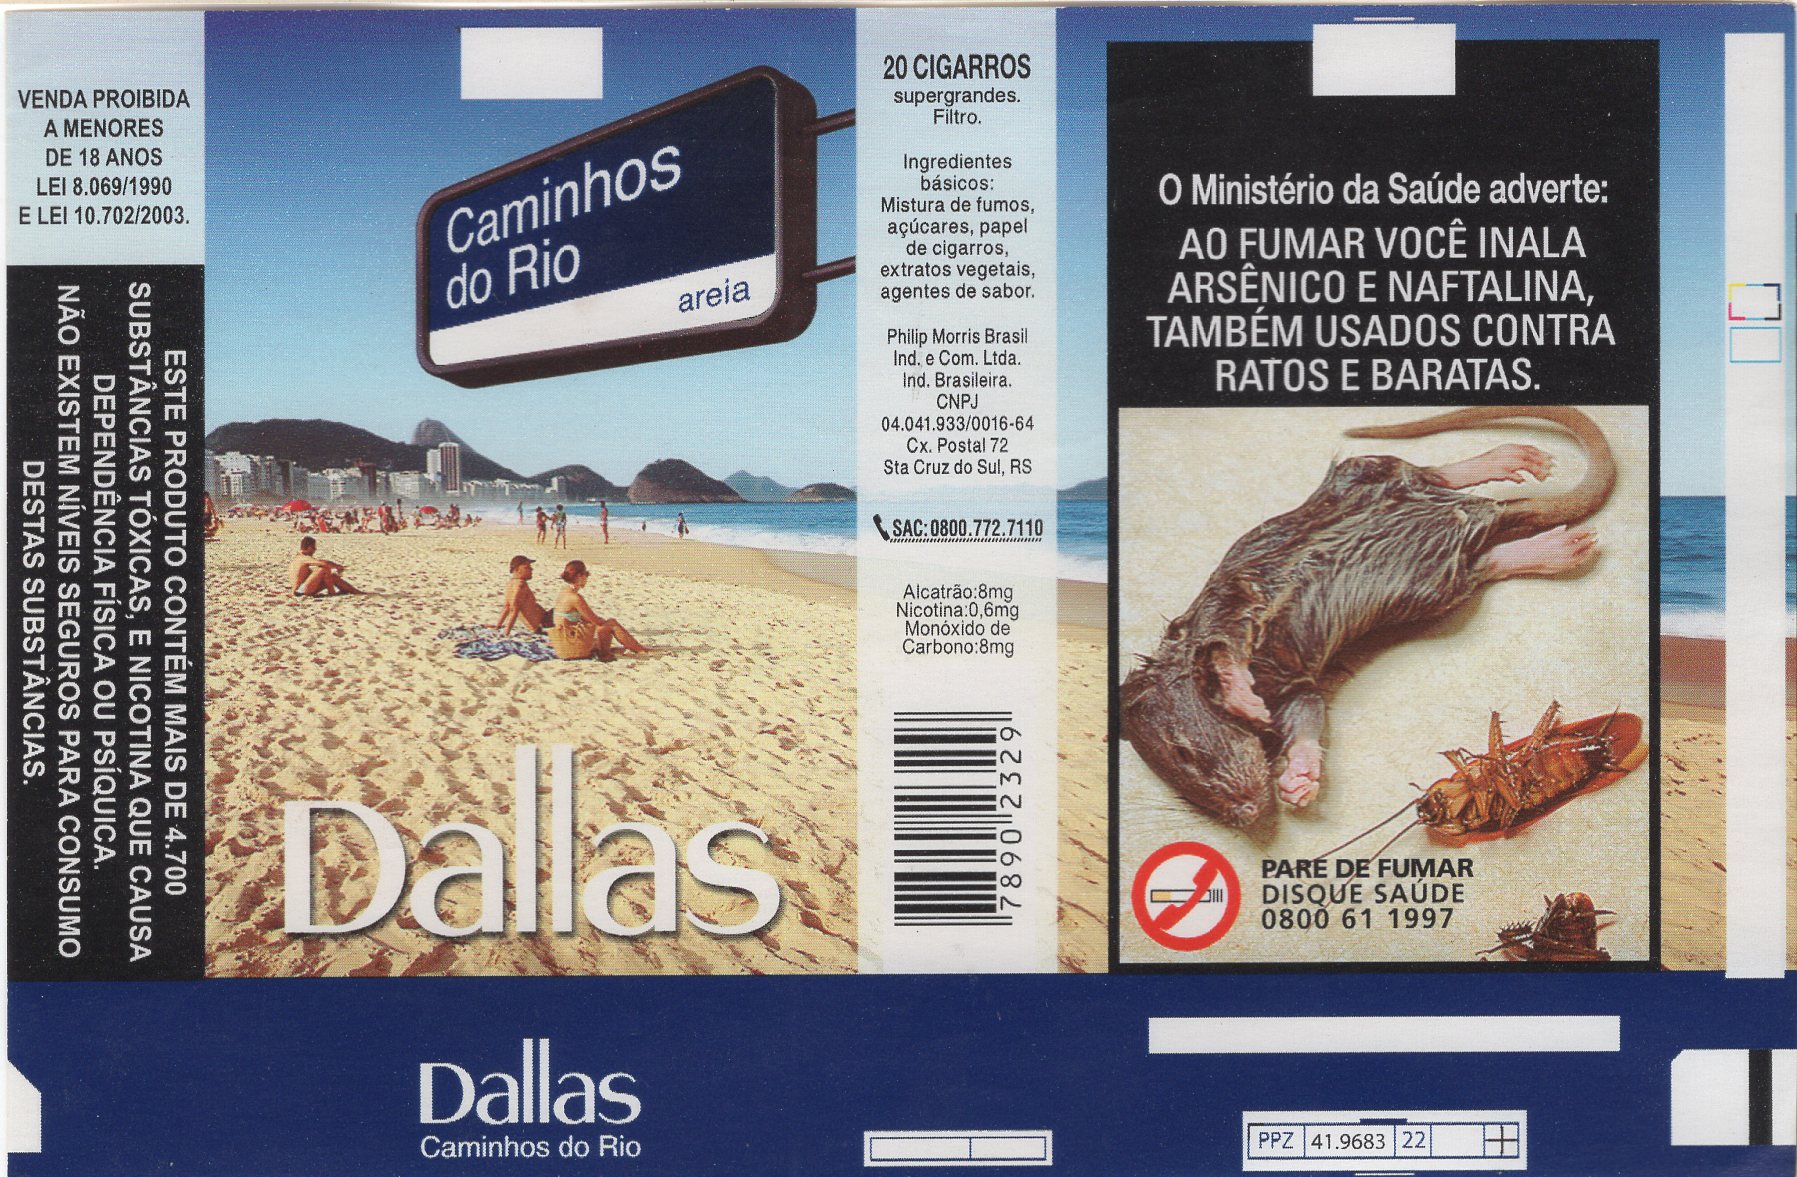 VENDA PROIBIDA
A MENORES
DE 18 ANOS
LEI 8.069/1990
E LEI 10.702/2003.
ESTE PRODUTO CONTÉM MAIS DE 4.700
SUBSTÂNCIAS TÓXICAS, E NICOTINA QUE CAUSA
DEPENDÊNCIA FÍSICA OU PSÍQUICA.
NÃO EXISTEM NÍVEIS SEGUROS PARA CONSUMO
DESTAS SUBSTÂNCIAS.
Caminhos
do Rio
areia
Dallas
20 CIGARROS
supergrandes.
Filtro.
Ingredientes
básicos:
Mistura de fumos,
açúcares, papel
de cigarros,
extratos vegetais,
agentes de sabor.
Philip Morris Brasil
Ind. e Com. Ltda.
Ind. Brasileira.
CNPJ
04.041.933/0016-64
Cx. Postal 72
Sta Cruz do Sul, RS
SAC: 0800.772.7110
Alcatrão:8mg
Nicotina:0,6mg
Monóxido de
Carbono:8mg
78902329
O Ministério da Saúde adverte:
AO FUMAR VOCÊ INALA
ARSÊNICO E NAFTALINA,
TAMBÉM USADOS CONTRA
RATOS E BARATAS.
PARE DE FUMAR
DISQUE SAÚDE
0800 61 1997
Dallas
Caminhos do Rio
PPZ 41.9683 22